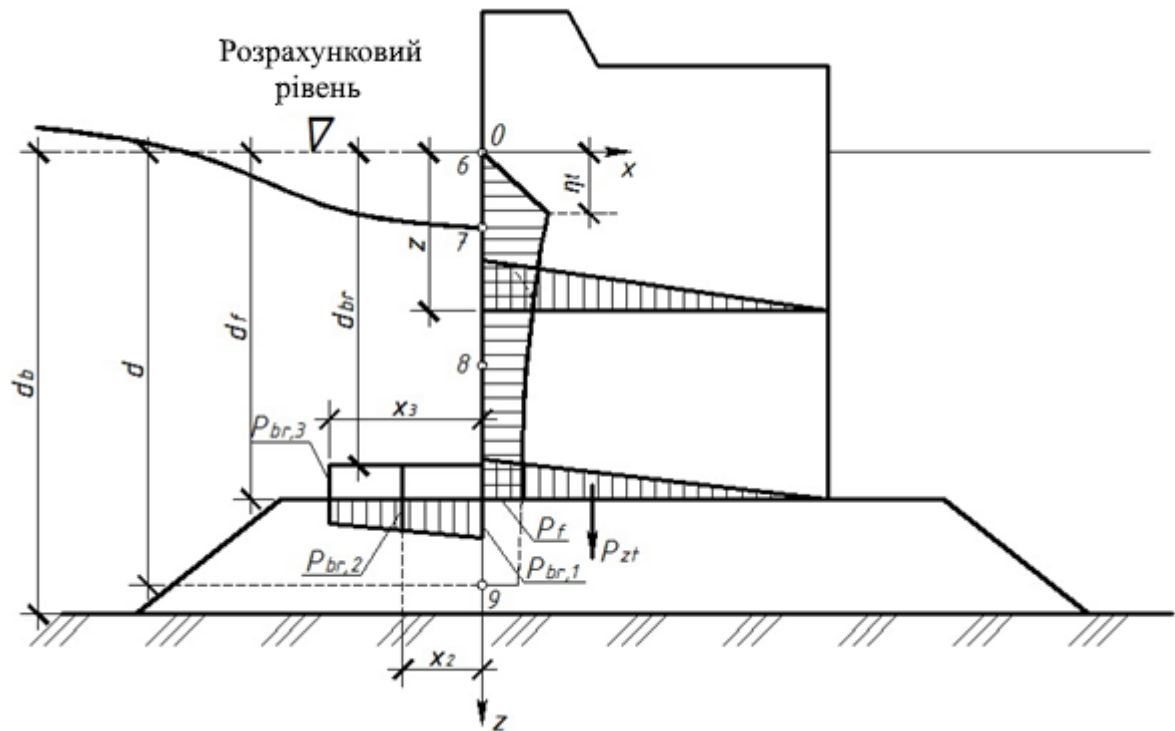 Розрахунковий
рівень
0
6
x
ηt
7
z
dbr
df
d
db
8
x3
Pbr,3
Pf
Pzt
Pbr,2
Pbr,1
9
x2
z